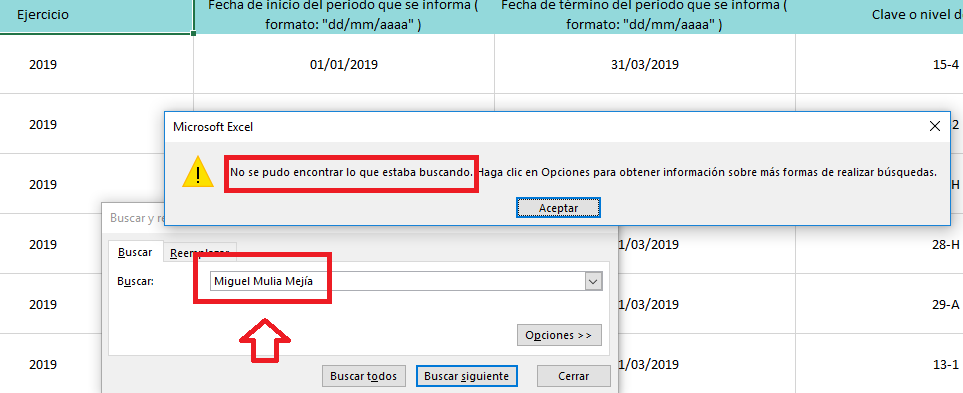 Ejercicio
Fecha de inicio del periodo que se informa (
formato: "dd/mm/aaaa" )
Fecha de término del periodo que se informa (
formato: "dd/mm/aaaa" )
Clave o nivel d
2019 01/01/2019 31/03/2019 15-4
2019 2
Microsoft Excel
No se pudo encontrar lo que estaba buscando. Haga clic en Opciones para obtener información sobre más formas de realizar búsquedas.
Aceptar
2019 H
Buscar y re
2019 1/03/2019 28-H
Buscar Reemplazar
Buscar: Miguel Mulia Mejía
2019 1/03/2019 29-A
Opciones >>
2019 1/03/2019 13-1
Buscar todos Buscar siguiente Cerrar